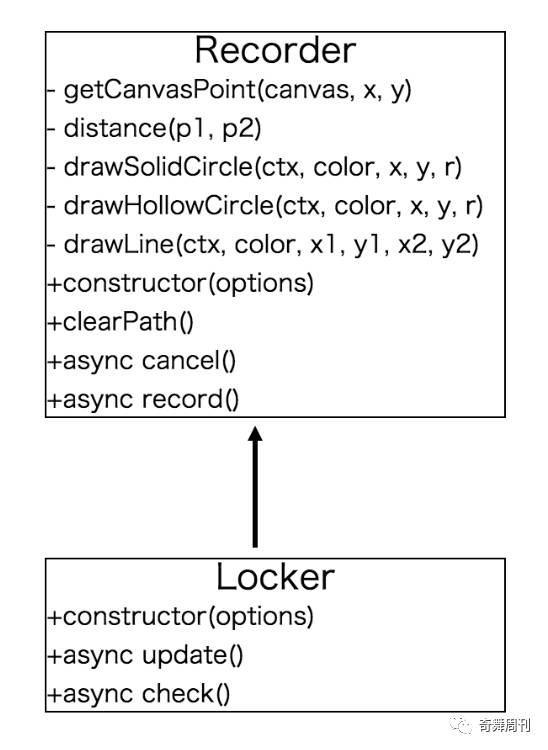 Recorder
- getCanvasPoint(canvas, x, y)
- distance(p1, p2)
- drawSolidCircle(ctx, color, x, y, r)
- drawHollowCircle(ctx, color, x, y, r)
- drawLine(ctx, color, x1, y1, x2, y2)
+constructor(options)
+clearPath()
+async cancel()
+async record()
Locker
+constructor(options)
+async update()
+async check()
奇舞周刊